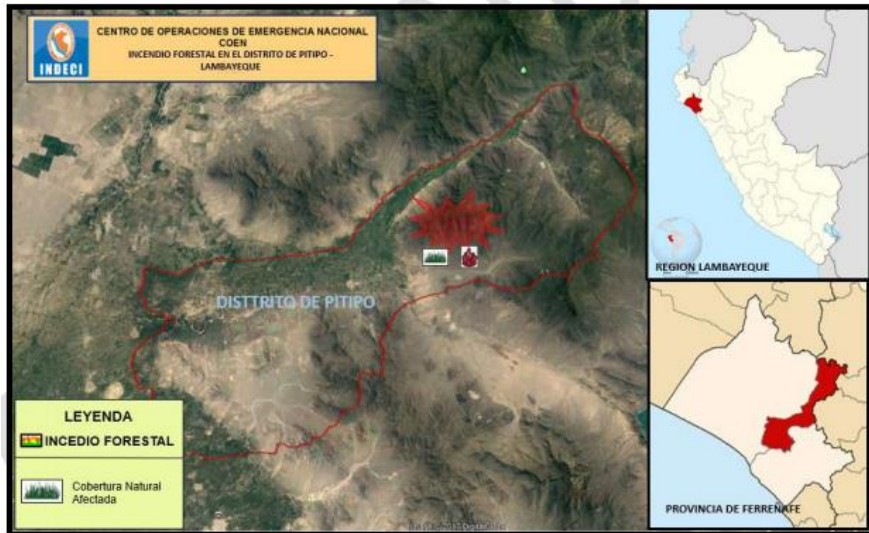 INDECI
CENTRO DE OPERACIONES DE EMERGENCIA NACIONAL
COEN
INCENDIO FORESTAL EN EL DISTRITO DE PITIPO –
LAMBAYEQUE
DISTTRITO DE PITIPO
LEYENDA
INCEDIO FORESTAL
Cobertura Natural
Afectada
REGION LAMBAYEQUE
PROVINCIA DE FERREÑAFE